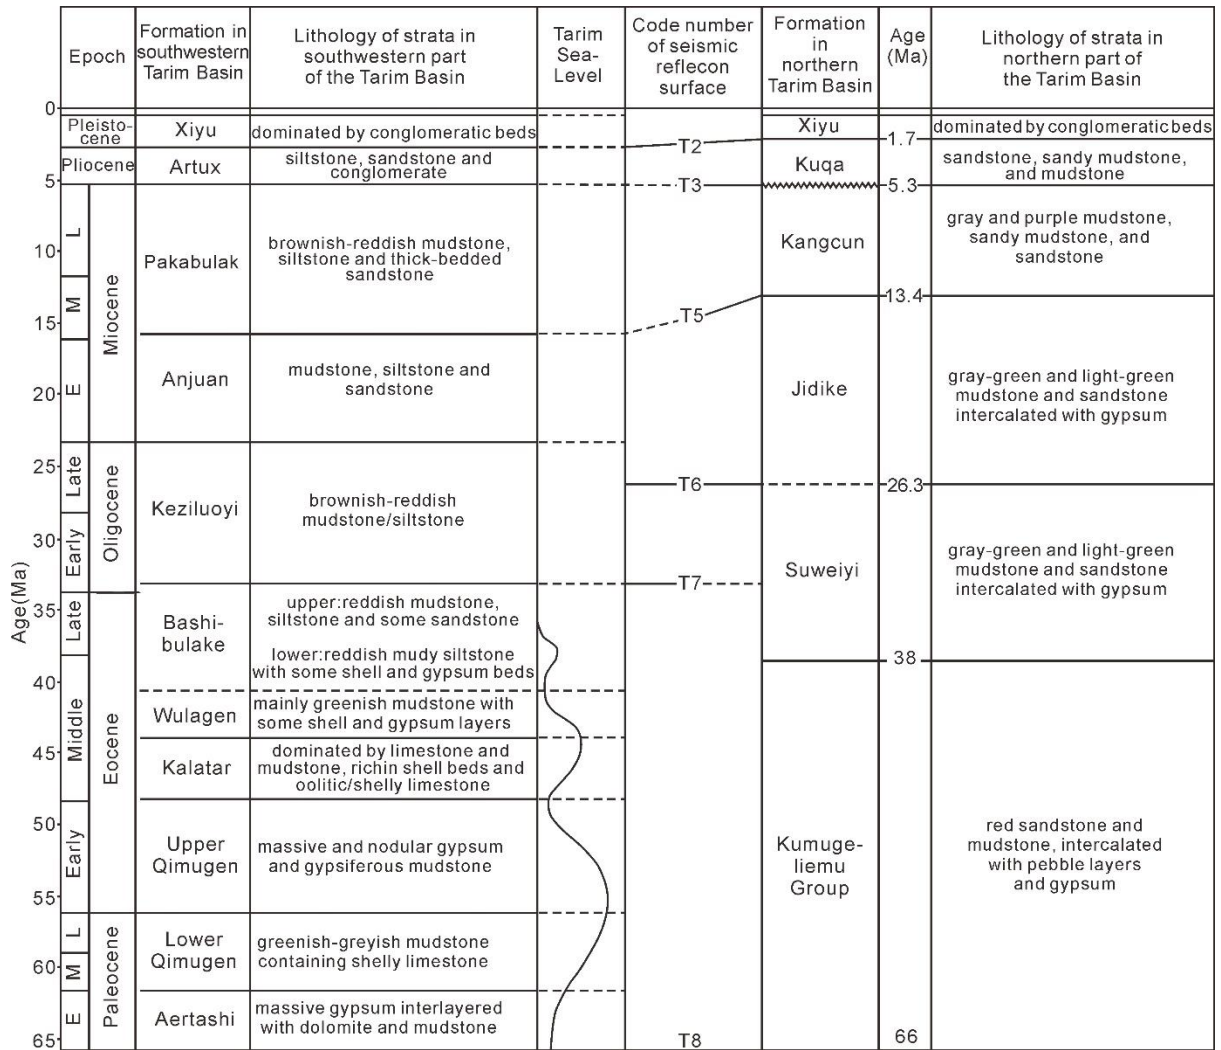 Epoch
Formation in
southwestern
Tarim Basin
Lithology of strata in
southwestern part
of the Tarim Basin
Tarim
Sea-
Level
Code number
of seismic
reflecon
surface
Formation
in
northern
Tarim Basin
Age
(Ma)
Lithology of strata in
northern part of
the Tarim Basin
Age(Ma)
0
5
10
15
20
25
30
35
40
45
50
55
60
65
Pleisto-
cene
Pliocene
Miocene
L
M
E
Oligocene
Late
Early
Eocene
Late
Middle
Early
Paleocene
L
M
E
Xiyu
dominated by conglomeratic beds
Artux
siltstone, sandstone and
conglomerate
Pakabulak
brownish-reddish mudstone,
siltstone and thick-bedded
sandstone
Anjuan
mudstone, siltstone and
sandstone
Keziluoyi
brownish-reddish
mudstone/siltstone
Bashi-
bulake
upper:reddish mudstone,
siltstone and some sandstone
lower:reddish mudy siltstone
with some shell and gypsum beds
Wulagen
mainly greenish mudstone with
some shell and gypsum layers
Kalatar
dominated by limestone and
mudstone, richin shell beds and
oolitic/shelly limestone
Upper
Qimugen
massive and nodular gypsum
and gypsiferous mudstone
Lower
Qimugen
greenish-greyish mudstone
containing shelly limestone
Aertashi
massive gypsum interlayered
with dolomite and mudstone
T2
T3
T5
T6
T7
T8
Xiyu
1.7
dominated by conglomeratic beds
Kuqa
5.3
sandstone, sandy mudstone,
and mudstone
Kangcun
13.4
gray and purple mudstone,
sandy mudstone, and
sandstone
Jidike
26.3
gray-green and light-green
mudstone and sandstone
intercalated with gypsum
Suweiyi
38
gray-green and light-green
mudstone and sandstone
intercalated with gypsum
Kumuge-
liemu
Group
66
red sandstone and
mudstone, intercalated
with pebble layers
and gypsum